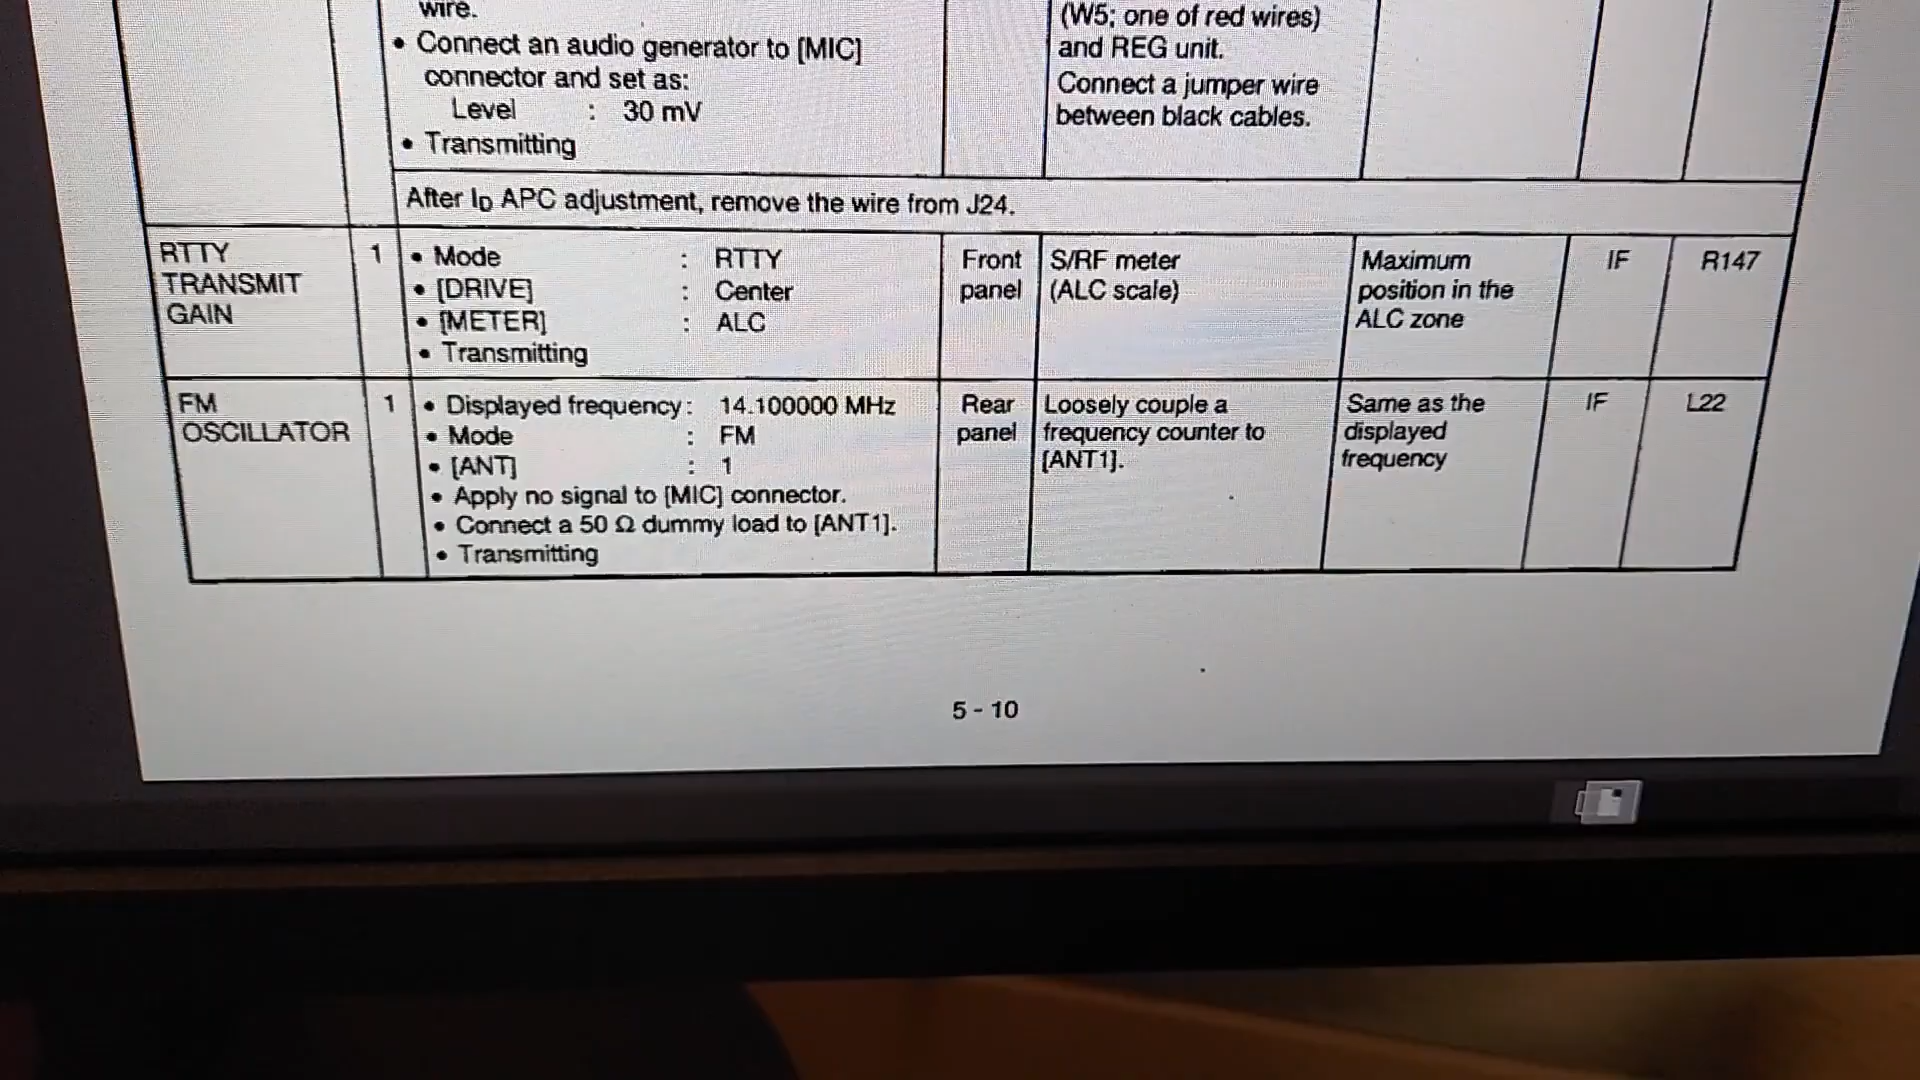 wire.
• Connect an audio generator to [MIC]
connector and set as:
Level : 30 mV
• Transmitting
(W5; one of red wires)
and REG unit.
Connect a jumper wire
between black cables.
After ID APC adjustment, remove the wire from J24.
RTTY
TRANSMIT
GAIN
1
• Mode : RTTY
• [DRIVE] : Center
• [METER] : ALC
• Transmitting
Front
panel
S/RF meter
(ALC scale)
Maximum
position in the
ALC zone
IF
R147
FM
OSCILLATOR
1
• Displayed frequency : 14.100000 MHz
• Mode : FM
• [ANT] : 1
• Apply no signal to [MIC] connector.
• Connect a 50 Ω dummy load to [ANT1].
• Transmitting
Rear
panel
Loosely couple a
frequency counter to
[ANT1].
Same as the
displayed
frequency
IF
L22
5 - 10